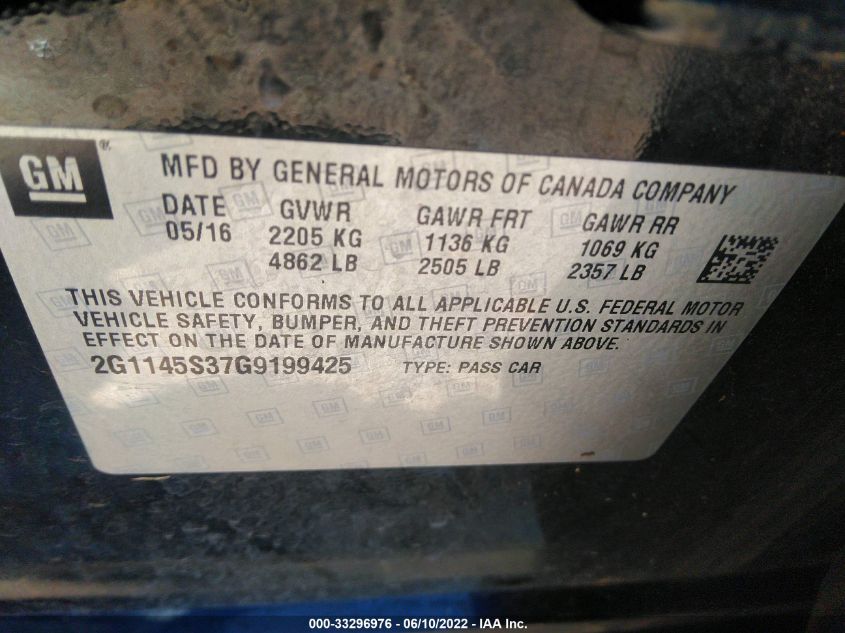 GM ®
MFD BY GENERAL MOTORS OF CANADA COMPANY
DATE GVWR GAWR FRT GAWR RR
05/16 2205 KG 1136 KG 1069 KG
4862 LB 2505 LB 2357 LB
THIS VEHICLE CONFORMS TO ALL APPLICABLE U.S. FEDERAL MOTOR
VEHICLE SAFETY, BUMPER, AND THEFT PREVENTION STANDARDS IN
EFFECT ON THE DATE OF MANUFACTURE SHOWN ABOVE.
2G1145S37G9199425 TYPE: PASS CAR
000-33296976 - 06/10/2022 - IAA Inc.